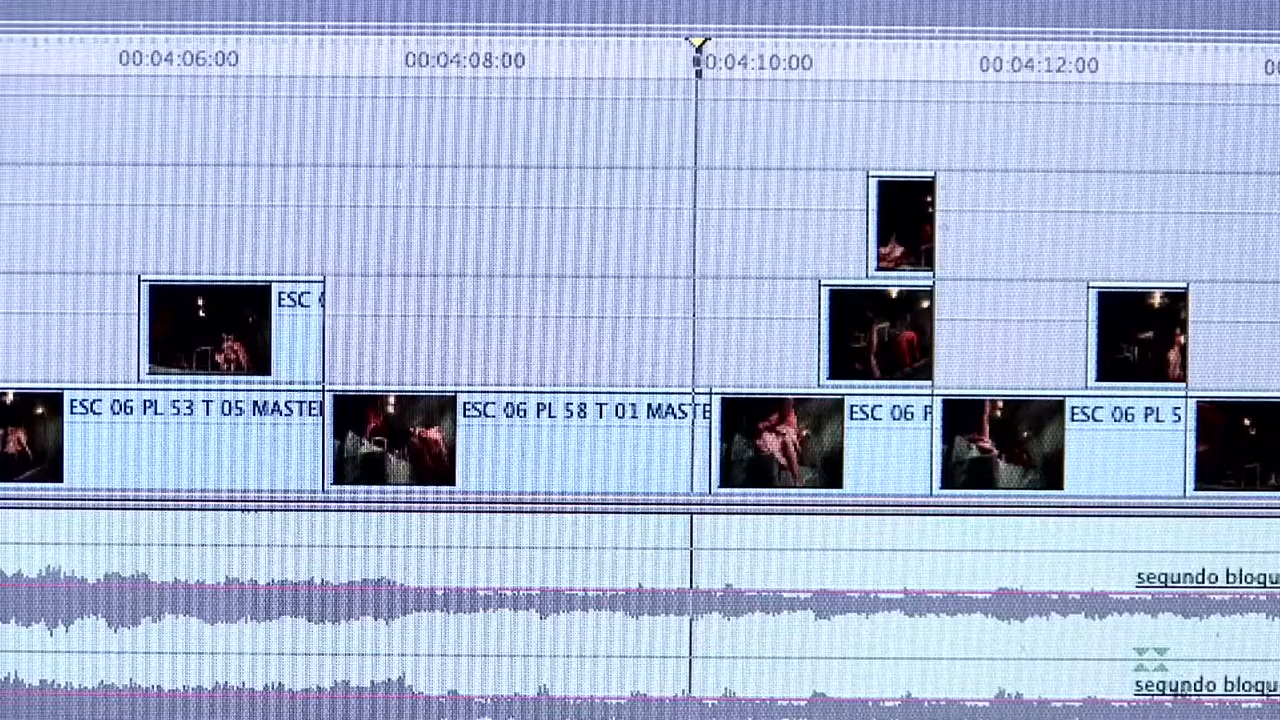 00:04:06:00 00:04:08:00 0:04:10:00 00:04:12:00
ESC
ESC 06 PL 53 T 05 MASTE ESC 06 PL 58 T 01 MASTE ESC 06 P ESC 06 PL 5
segundo bloqu
segundo bloqu